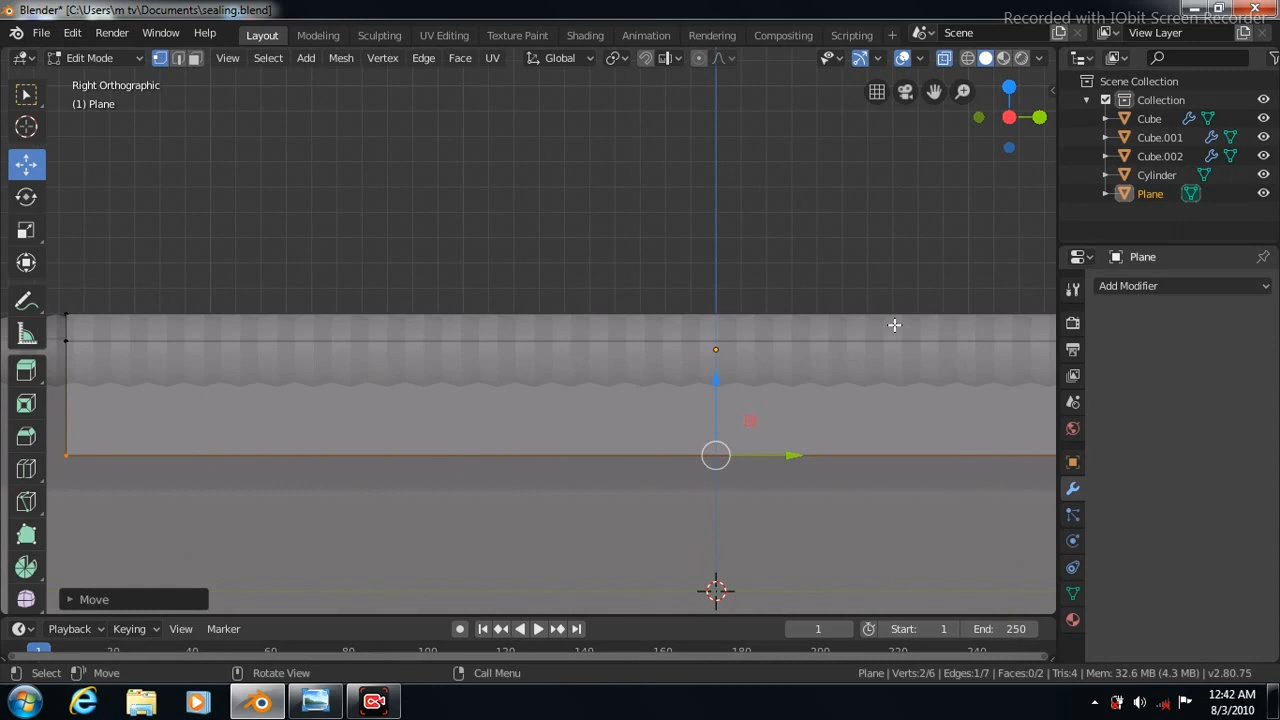 Blender* [C:\Users\m tv\Documents\sealing.blend]
Recorded with IObit Screen Recorder
File Edit Render Window Help Layout Modeling Sculpting UV Editing Texture Paint Shading Animation Rendering Compositing Scripting + Scene View Layer
Edit Mode View Select Add Mesh Vertex Edge Face UV Global
Right Orthographic
(1) Plane
Scene Collection
Collection
Cube
Cube.001
Cube.002
Cylinder
Plane
Plane
Add Modifier
Move
Playback Keying View Marker 1 Start: 1 End: 250
1 20 40 60 80 100 120 140 160 180 200 220 240
Select Move Rotate View Call Menu Plane | Verts:2/6 | Edges:1/7 | Faces:0/2 | Tris:4 | Mem: 32.6 MB (4.3 MB) | v2.80.75
12:42 AM
8/3/2010